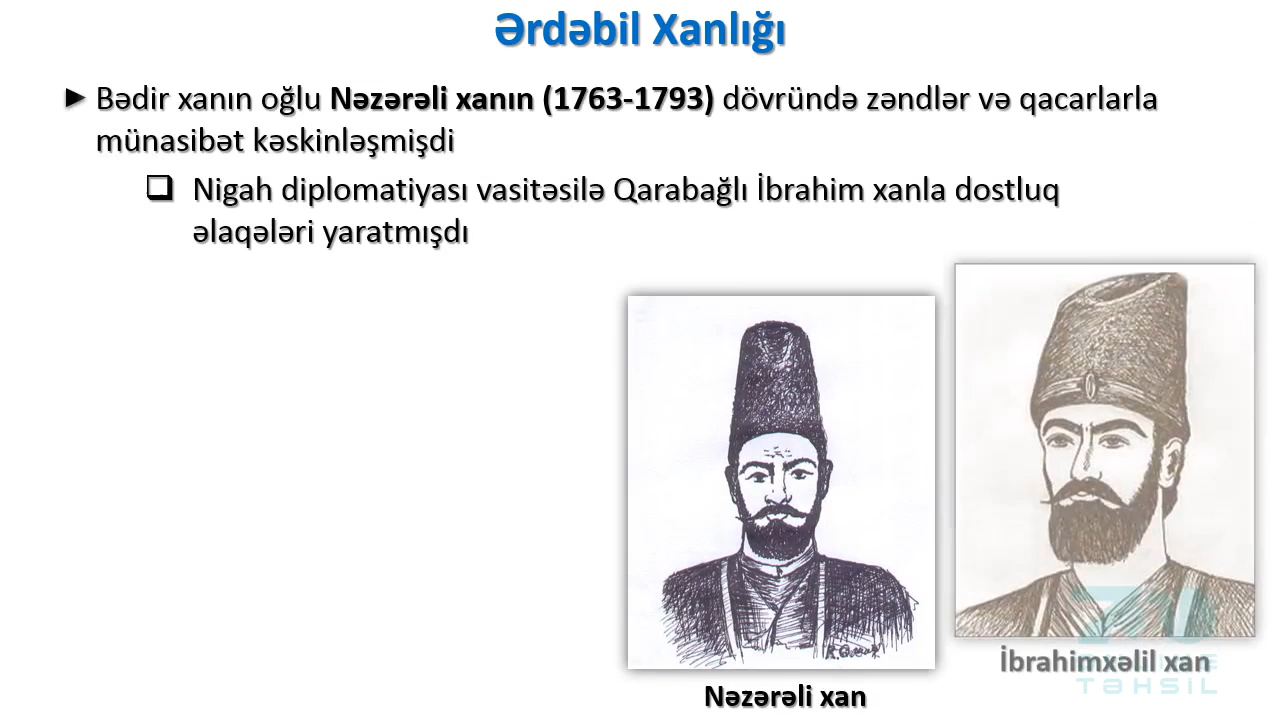 Ərdəbil Xanlığı
Bədir xanın oğlu Nəzərəli xanın (1763-1793) dövründə zəndlər və qacarlarla
münasibət kəskinləşmişdi
Nigah diplomatiyası vasitəsilə Qarabağlı İbrahim xanla dostluq
əlaqələri yaratmışdı
İbrahimxəlil xan
TƏHSİL
Nəzərəli xan